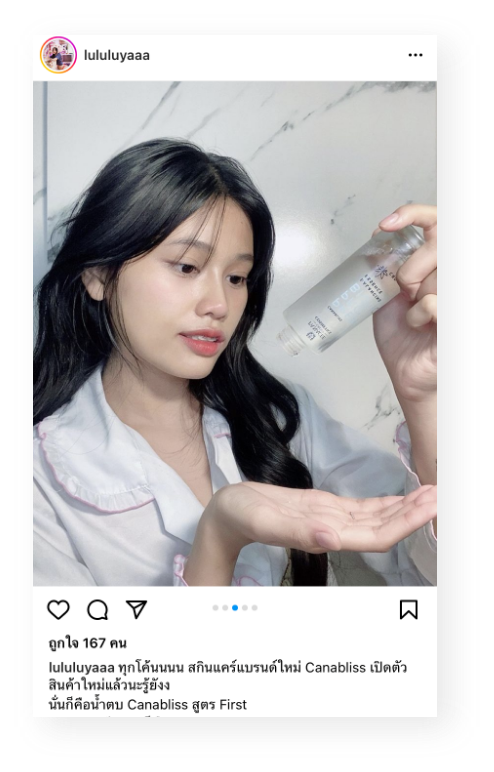 lululuyaaa
ถูกใจ 167 คน
lululuyaaa ทุกโค้นนนน สกินแคร์แบรนด์ใหม่ Canabliss เปิดตัว
สินค้าใหม่แล้วนะรู้ยังง
นั่นก็คือน้ำตบ Canabliss สูตร First